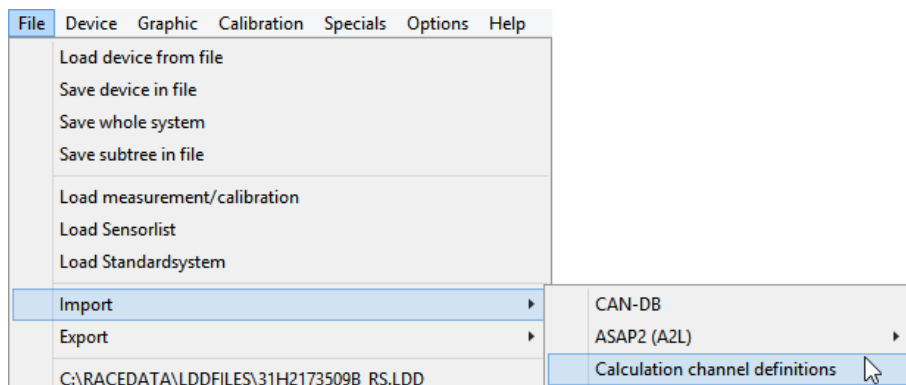 File Device Graphic Calibration Specials Options Help
Load device from file
Save device in file
Save whole system
Save subtree in file
Load measurement/calibration
Load Sensorlist
Load Standardsystem
Import
CAN-DB
Export
ASAP2 (A2L)
C:\RACEDATA\LDDFILES\31H2173509B_RS.LDD
Calculation channel definitions